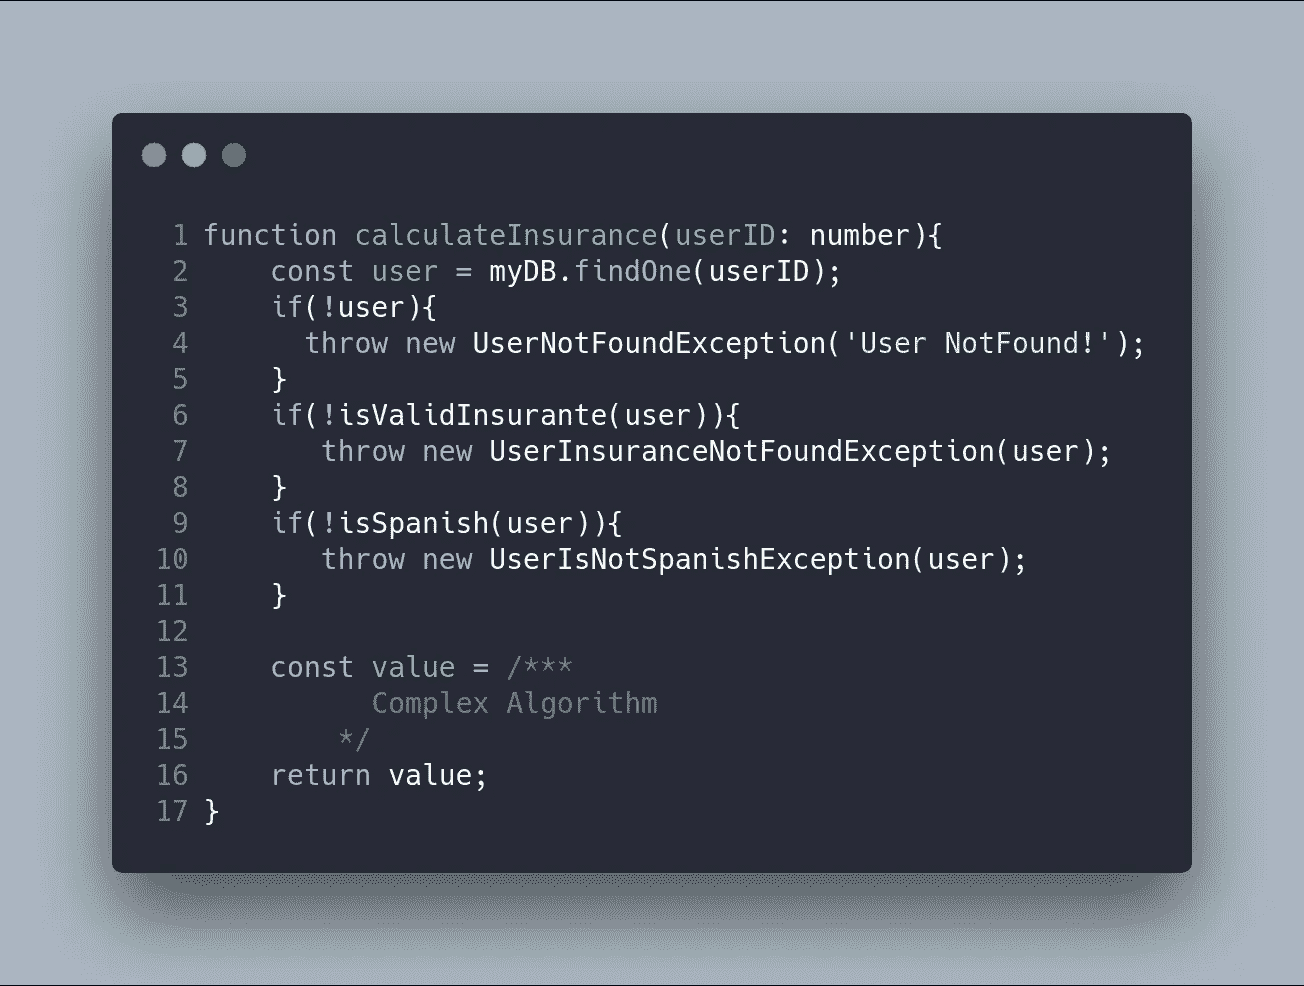 1 function calculateInsurance(userID: number){
2     const user = myDB.findOne(userID);
3     if(!user){
4       throw new UserNotFoundException('User NotFound!');
5     }
6     if(!isValidInsurante(user)){
7        throw new UserInsuranceNotFoundException(user);
8     }
9     if(!isSpanish(user)){
10        throw new UserIsNotSpanishException(user);
11     }
12
13     const value = /***
14           Complex Algorithm
15         */
16     return value;
17 }